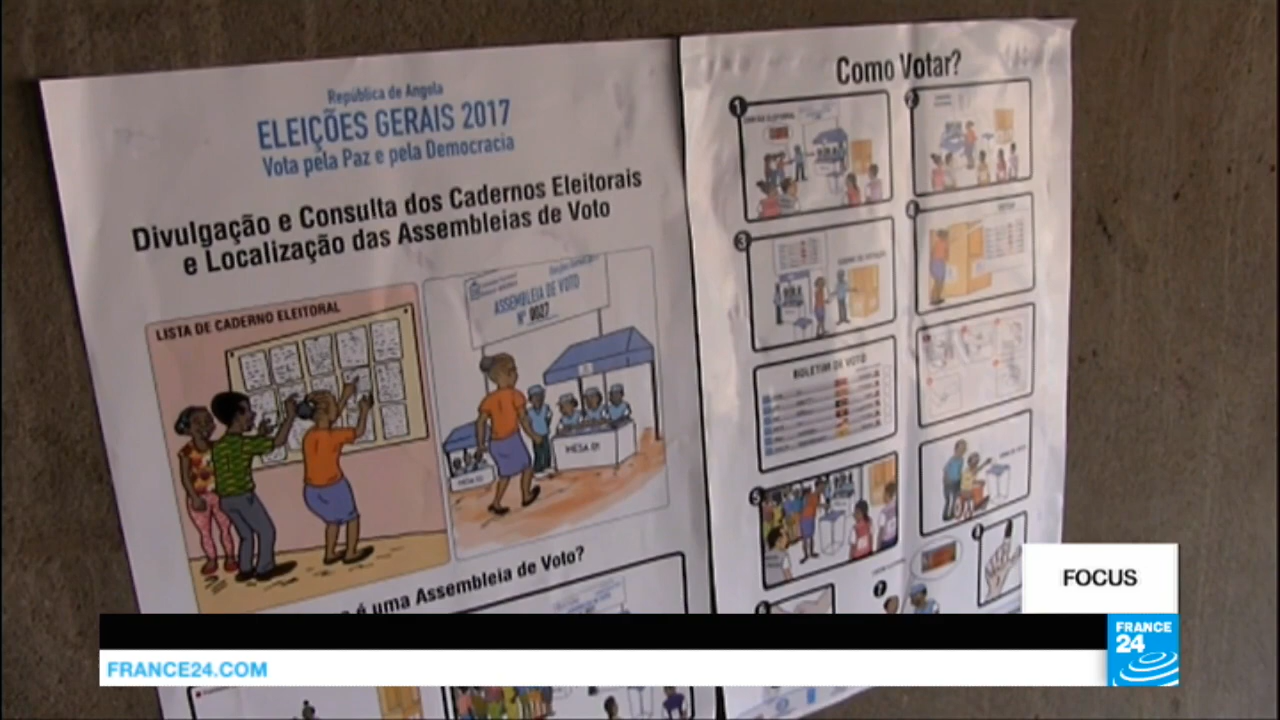 República de Angola
ELEIÇÕES GERAIS 2017
Vota pela Paz e pela Democracia
Divulgação e Consulta dos Cadernos Eleitorais
e Localização das Assembleias de Voto
LISTA DE CADERNO ELEITORAL
ASSEMBLEIA DE VOTO
Nº 0027
MESA 01
é uma Assembleia de Voto?
Como Votar?
1
2
3
BOLETIM DE VOTO
5
7
FOCUS
FRANCE
24
FRANCE24.COM